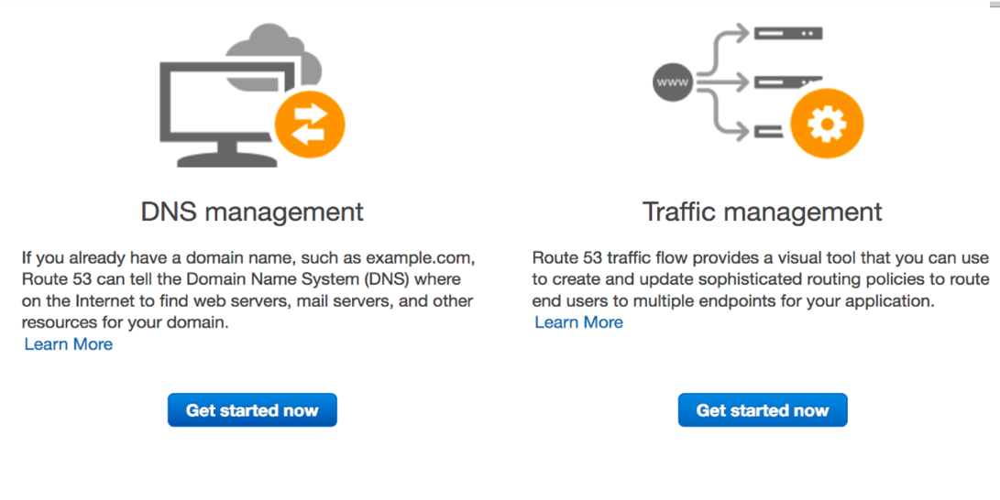 www
DNS management
If you already have a domain name, such as example.com,
Route 53 can tell the Domain Name System (DNS) where
on the Internet to find web servers, mail servers, and other
resources for your domain.
Learn More
Get started now
Traffic management
Route 53 traffic flow provides a visual tool that you can use
to create and update sophisticated routing policies to route
end users to multiple endpoints for your application.
Learn More
Get started now